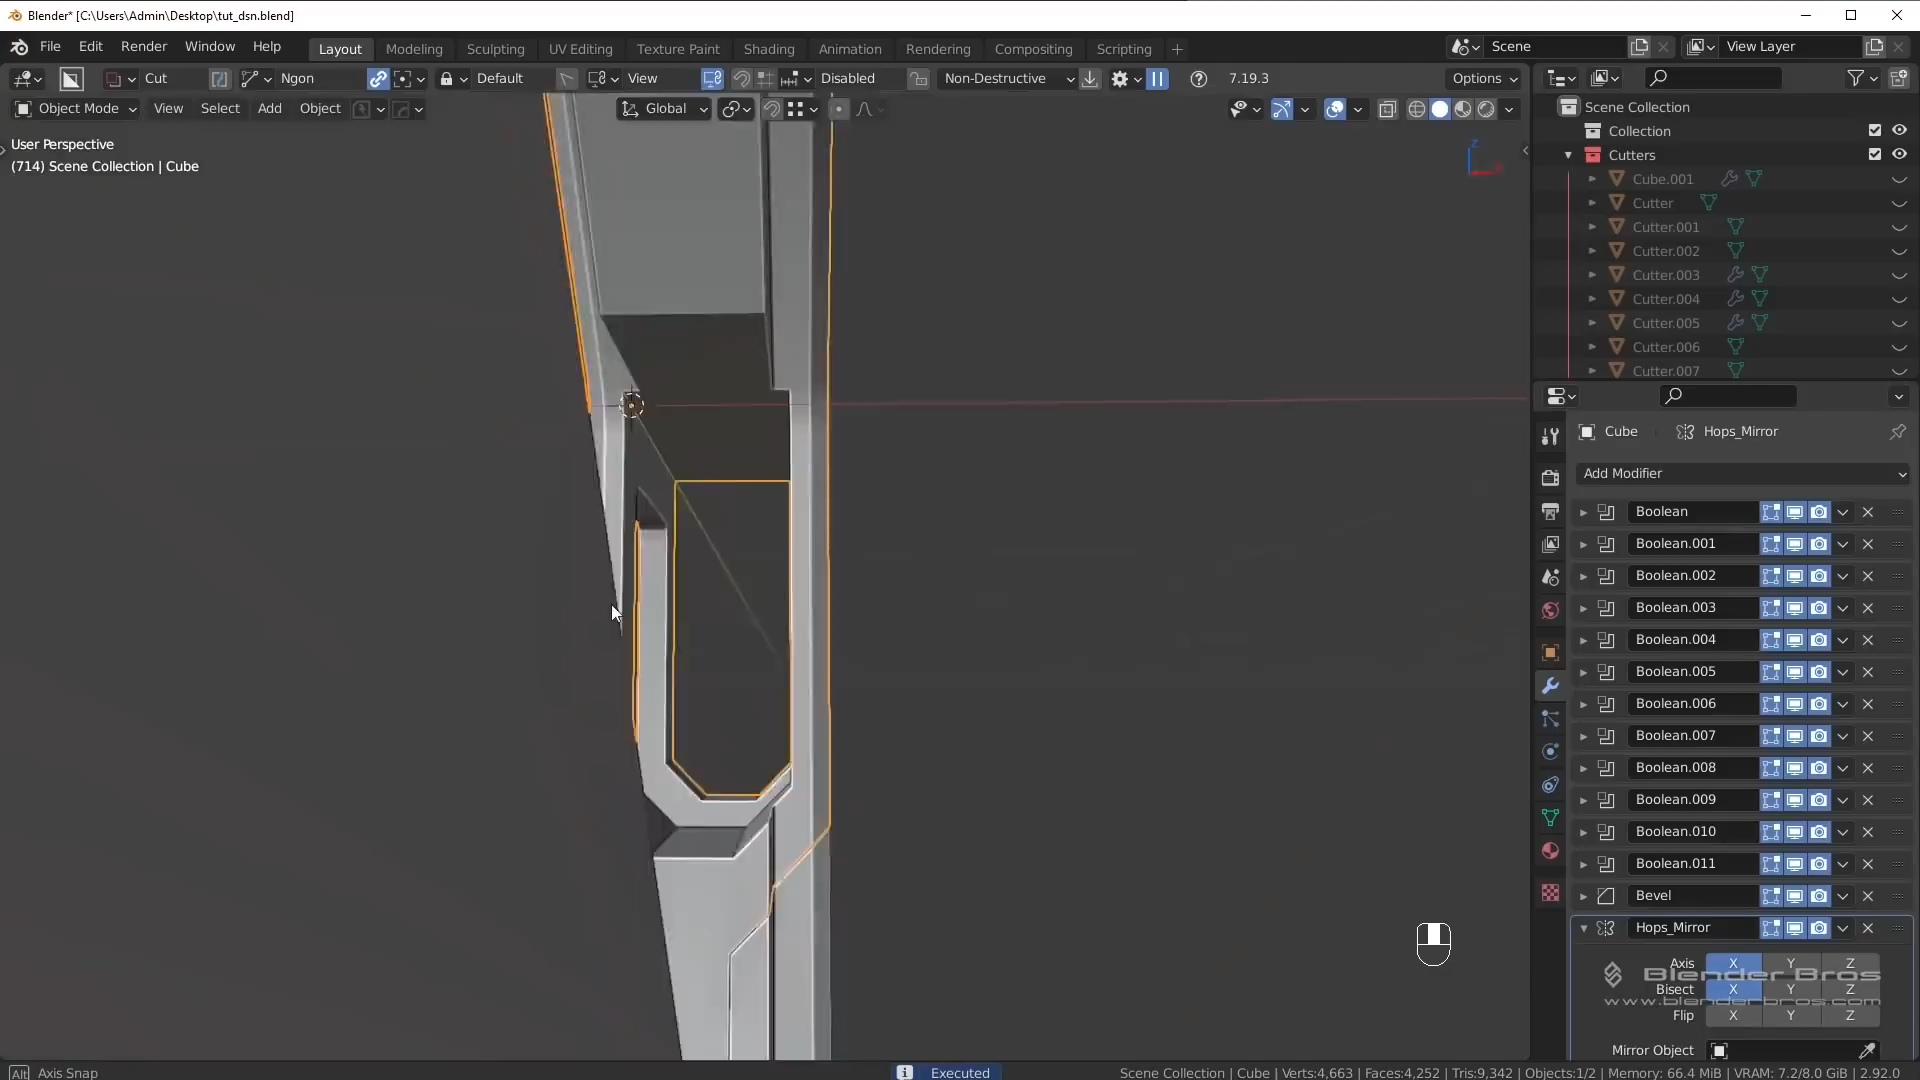 Blender* [C:\Users\Admin\Desktop\tut_dsn.blend]
File Edit Render Window Help Layout Modeling Sculpting UV Editing Texture Paint Shading Animation Rendering Compositing Scripting + Scene View Layer
Cut Ngon Default View Disabled Non-Destructive 7.19.3 Options
Object Mode View Select Add Object Global
User Perspective
(714) Scene Collection | Cube
Z
Scene Collection
Collection
Cutters
Cube.001
Cutter
Cutter.001
Cutter.002
Cutter.003
Cutter.004
Cutter.005
Cutter.006
Cutter.007
Cube Hops_Mirror
Add Modifier
Boolean
Boolean.001
Boolean.002
Boolean.003
Boolean.004
Boolean.005
Boolean.006
Boolean.007
Boolean.008
Boolean.009
Boolean.010
Boolean.011
Bevel
Hops_Mirror
Axis X Y Z
Blender Bros
Bisect X Y Z
www.blenderbros.com
Flip X Y Z
Mirror Object
Alt Axis Snap Executed Scene Collection | Cube | Verts:4,663 | Faces:4,252 | Tris:9,342 | Objects:1/2 | Memory: 66.4 MiB | VRAM: 7.2/8.0 GiB | 2.92.0